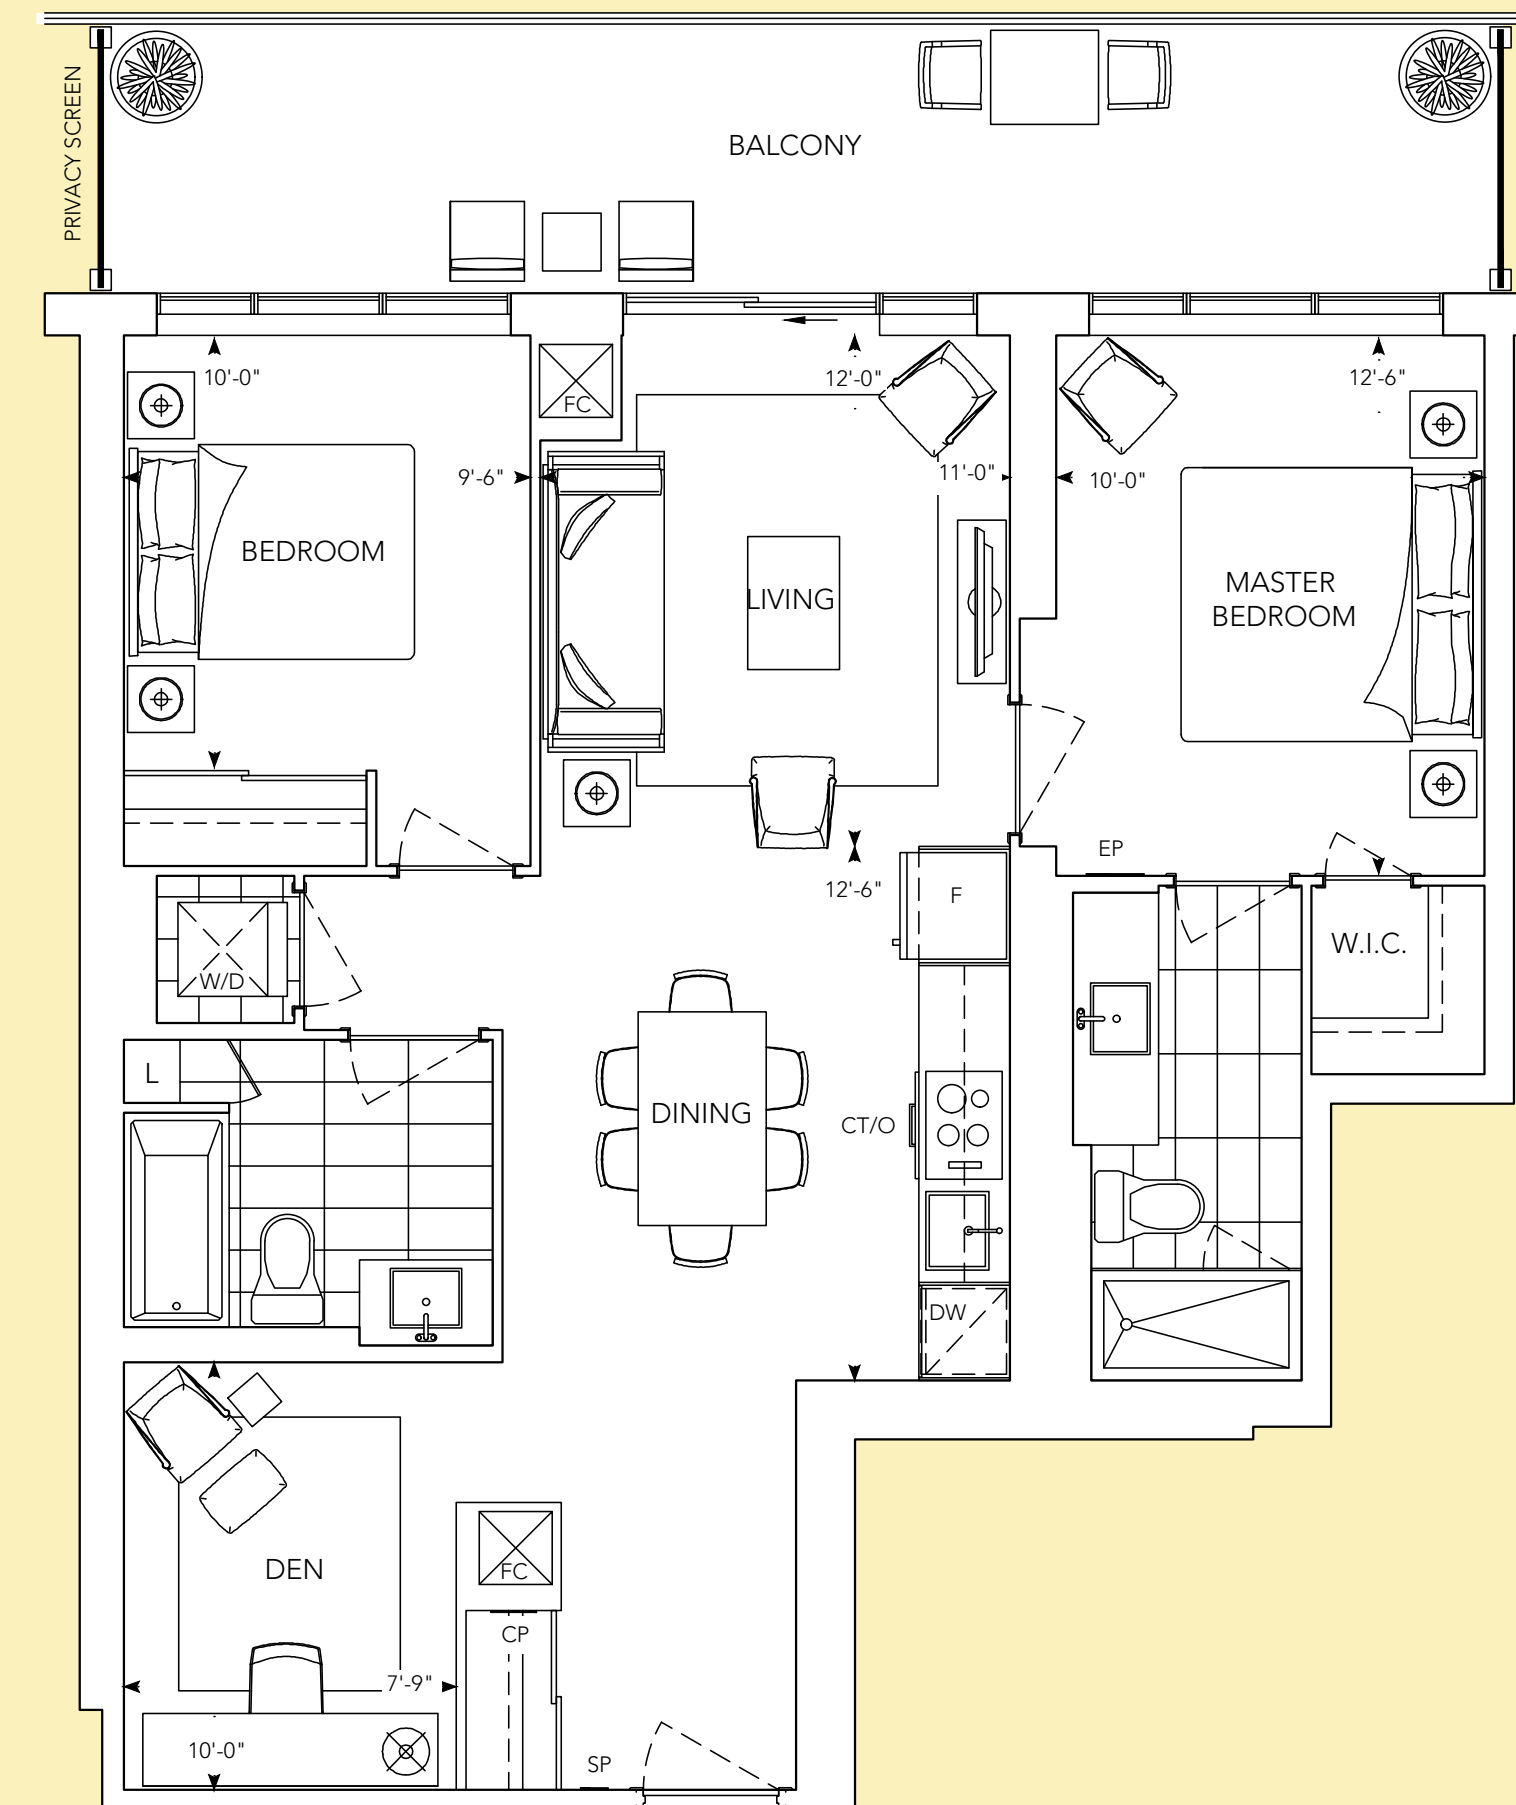 PRIVACY SCREEN
BALCONY
10'-0"
FC
12'-0"
12'-6"
9'-6"
11'-0"
10'-0"
BEDROOM
LIVING
MASTER
BEDROOM
EP
12'-6"
F
W.I.C.
W/D
L
DINING
CT/O
DW
DEN
FC
CP
7'-9"
10'-0"
SP